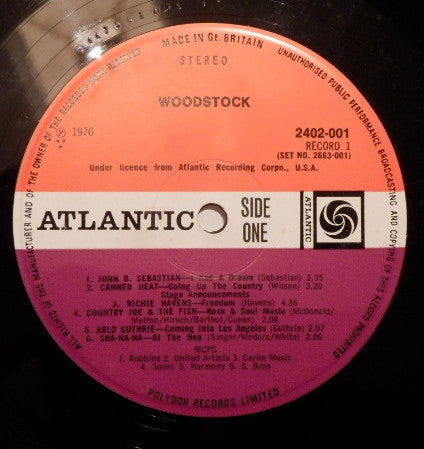 MADE IN Gt. BRITAIN
ALL RIGHTS OF THE MANUFACTURER AND OF THE OWNER OF THE RECORDED WORK RESERVED
UNAUTHORISED PUBLIC PERFORMANCE BROADCASTING AND COPYING OF THIS RECORD PROHIBITED
STEREO
WOODSTOCK
℗ 1970
2402-001
RECORD 1
(SET NO. 2663-001)
Under licence from Atlantic Recording Corpn., U.S.A.
ATLANTIC
SIDE
ONE
ATLANTIC
1. JOHN B. SEBASTIAN—I Had A Dream (Sebastian) 2.35
2. CANNED HEAT—Going Up The Country (Wilson) 3.20
Stage Announcements
3. RICHIE HAVENS—Freedom (Havens) 4.36
4. COUNTRY JOE & THE FISH—Rock & Soul Music (McDonald/
Melton/Hirsch/Barthol/Cohen) 2.08
5. ARLO GUTHRIE—Coming Into Los Angeles (Guthrie) 2.05
6. SHA-NA-NA—At The Hop (Singer/Medora/White) 2.00
MCPS
1. Robbins 2. United Artists 3. Carlin Music
4. Sonet 5. Harmony 6. S. Bron
POLYDOR RECORDS LIMITED